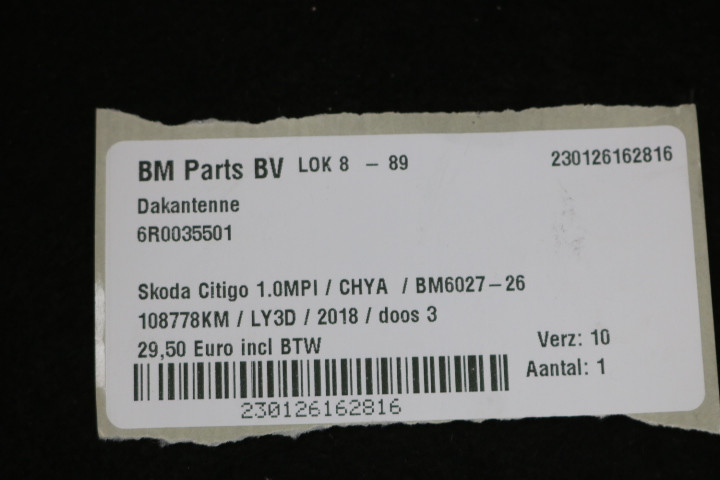 BM Parts BV LOK 8 - 89 230126162816
Dakantenne
6R0035501
Skoda Citigo 1.0MPI / CHYA / BM6027-26
108778KM / LY3D / 2018 / doos 3
29,50 Euro incl BTW Verz: 10
Aantal: 1
230126162816